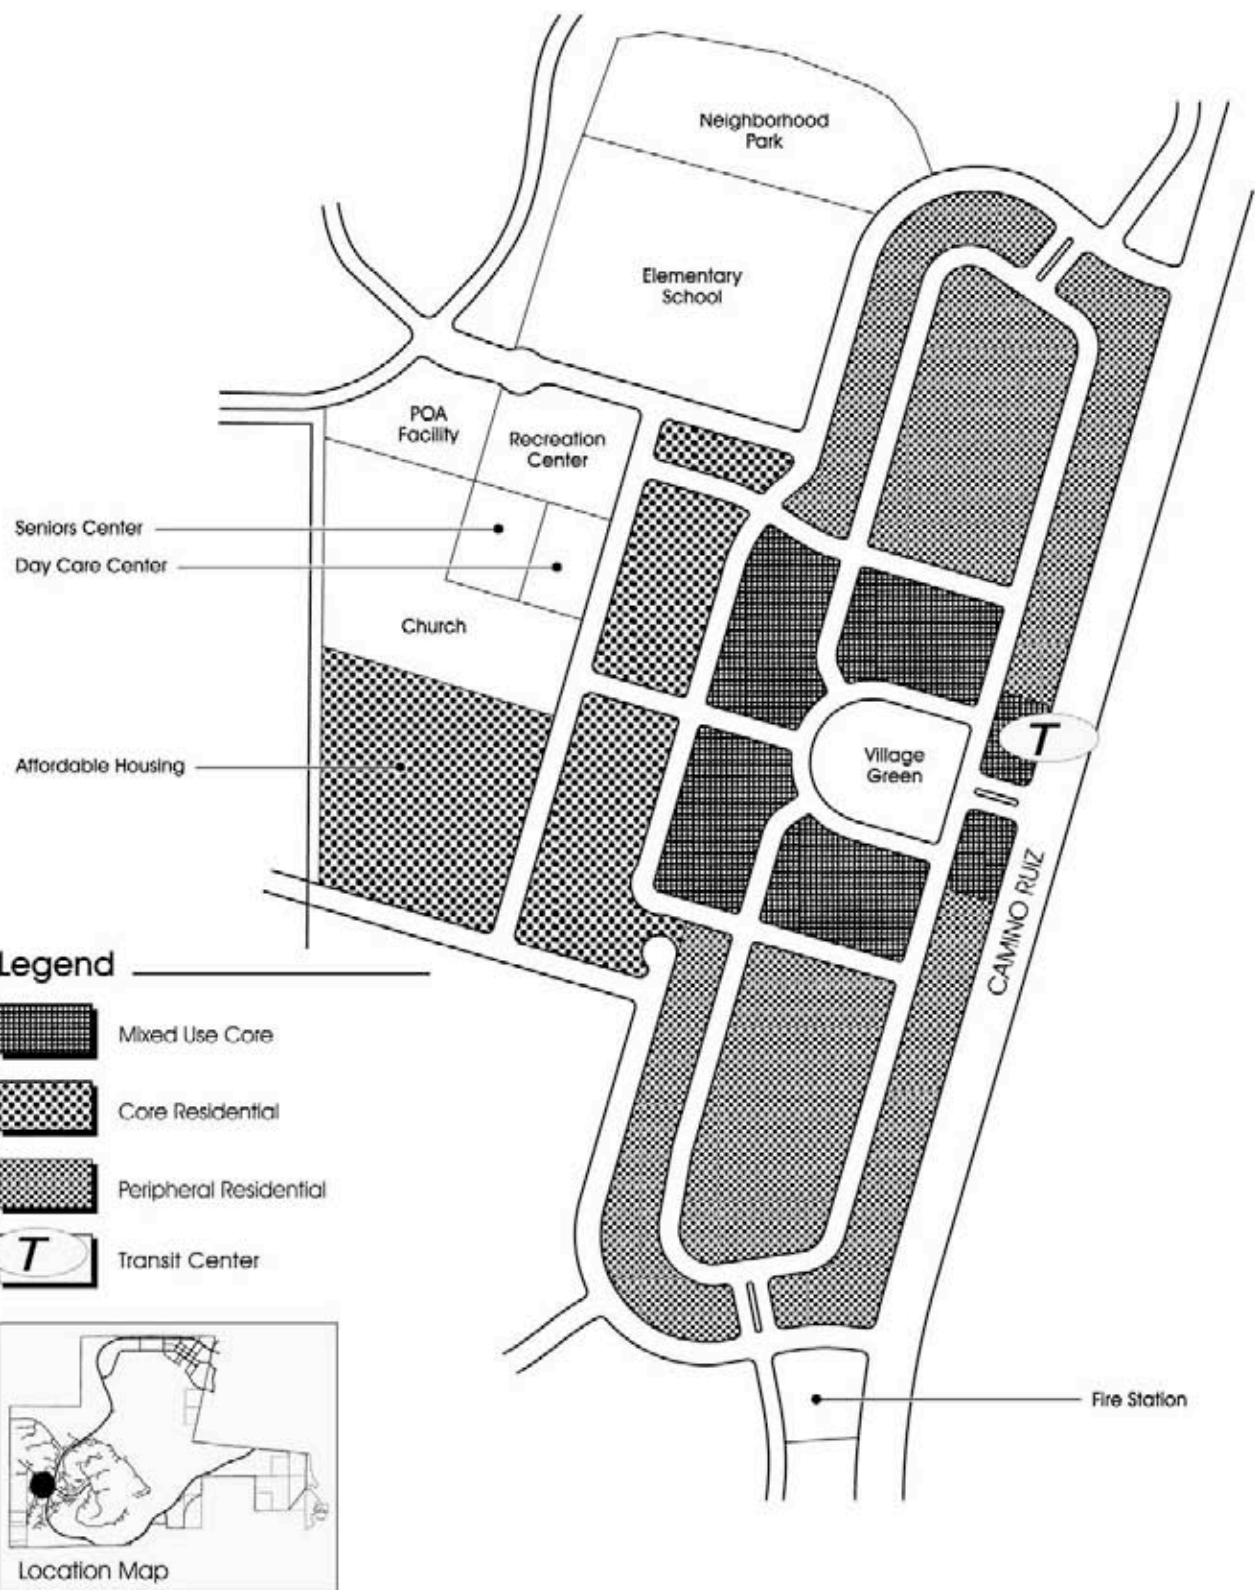 Neighborhood
Park
Elementary
School
POA
Facility
Recreation
Center
Seniors Center
Day Care Center
Church
Affordable Housing
Village
Green
T
CAMINO RUIZ
Legend
Mixed Use Core
Core Residential
Peripheral Residential
T
Transit Center
Fire Station
Location Map